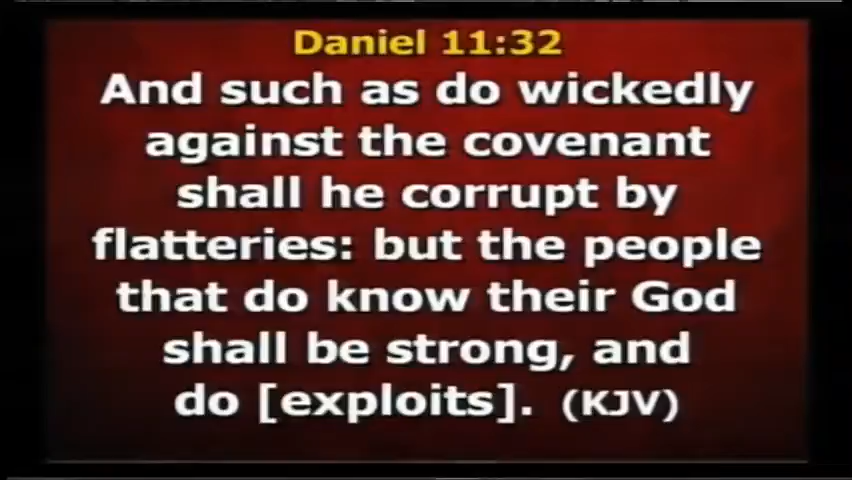 Daniel 11:32
And such as do wickedly
against the covenant
shall he corrupt by
flatteries: but the people
that do know their God
shall be strong, and
do [exploits]. (KJV)